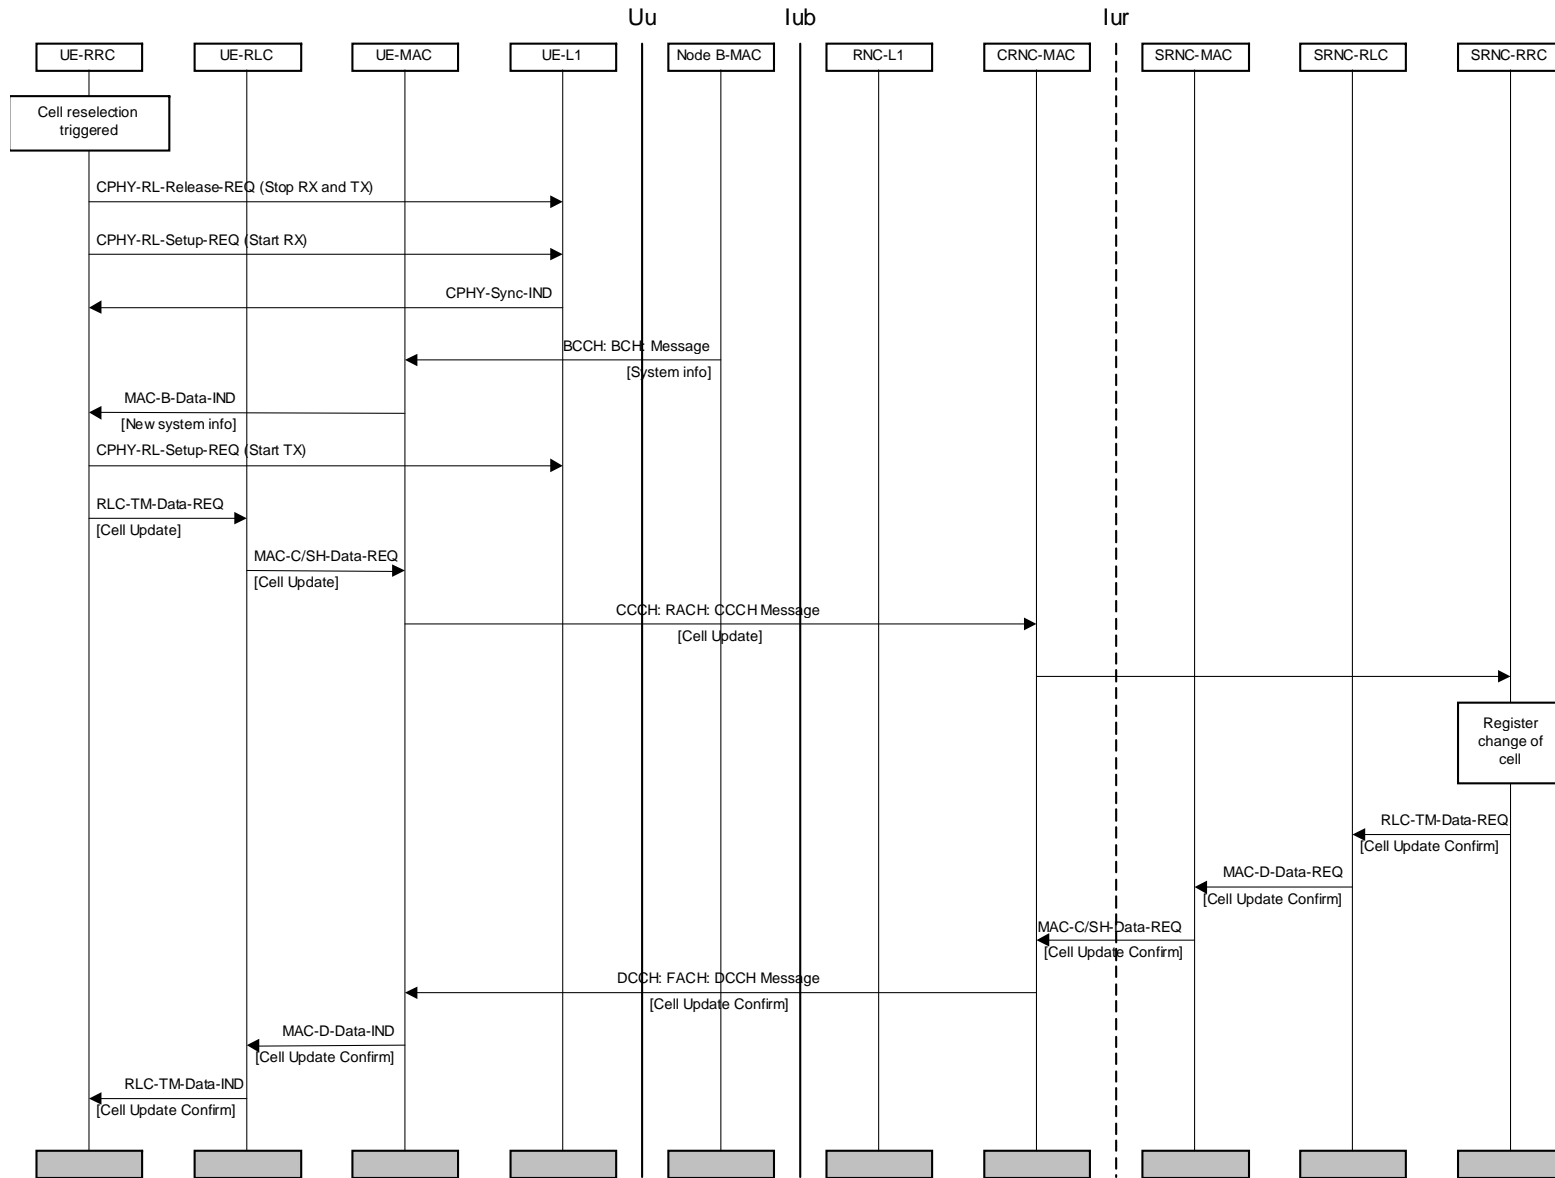 Uu Iub Iur
UE-RRC UE-RLC UE-MAC UE-L1 Node B-MAC RNC-L1 CRNC-MAC SRNC-MAC SRNC-RLC SRNC-RRC
Cell reselection
triggered
CPHY-RL-Release-REQ (Stop RX and TX)
CPHY-RL-Setup-REQ (Start RX)
CPHY-Sync-IND
BCCH: BCH: Message
[System info]
MAC-B-Data-IND
[New system info]
CPHY-RL-Setup-REQ (Start TX)
RLC-TM-Data-REQ
[Cell Update]
MAC-C/SH-Data-REQ
[Cell Update]
CCCH: RACH: CCCH Message
[Cell Update]
Register
change of
cell
RLC-TM-Data-REQ
[Cell Update Confirm]
MAC-D-Data-REQ
[Cell Update Confirm]
MAC-C/SH-Data-REQ
[Cell Update Confirm]
DCCH: FACH: DCCH Message
[Cell Update Confirm]
MAC-D-Data-IND
[Cell Update Confirm]
RLC-TM-Data-IND
[Cell Update Confirm]